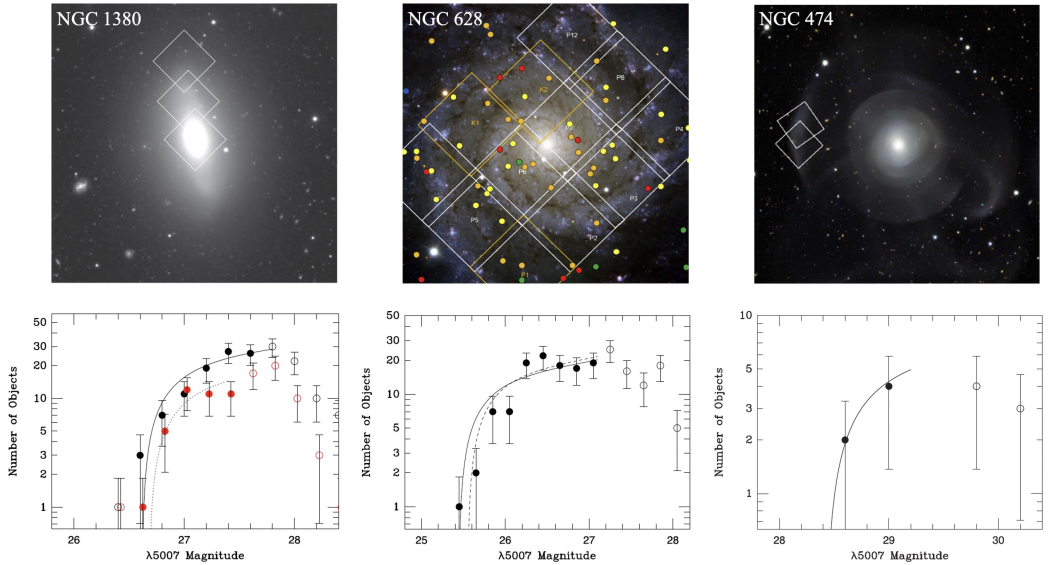 NGC 1380
NGC 628
NGC 474
P12
P8
K2
K1
P4
P6
P3
P5
P2
P1
50
30
20
10
5
3
2
1
26
27
28
Number of Objects
λ5007 Magnitude
50
30
20
10
5
3
2
1
25
26
27
28
Number of Objects
λ5007 Magnitude
10
5
4
3
2
1
28
29
30
Number of Objects
λ5007 Magnitude